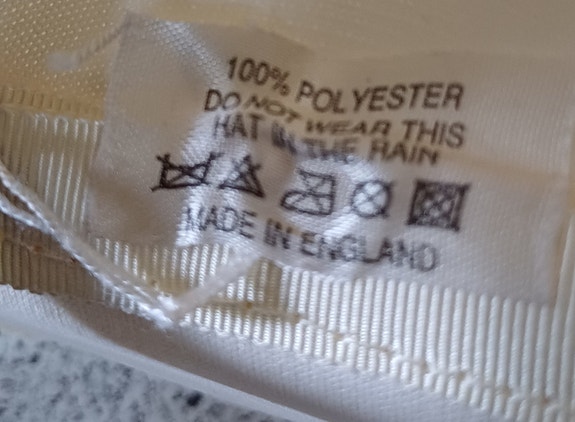 100% POLYESTER
DO NOT WEAR THIS
HAT IN THE RAIN
MADE IN ENGLAND